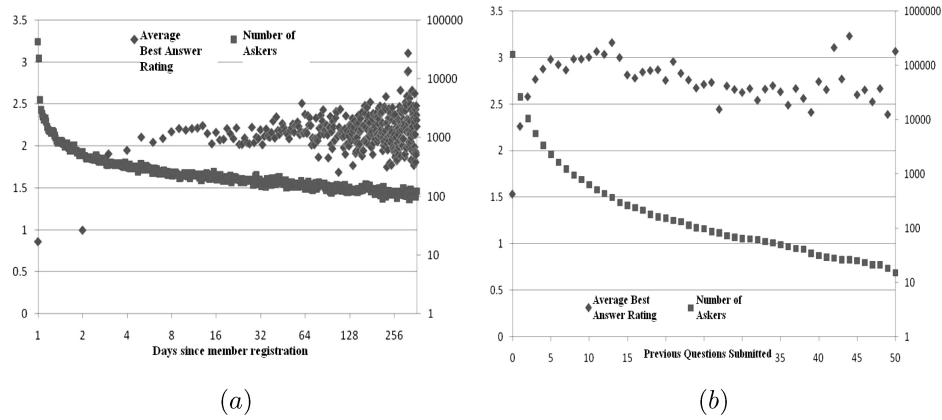 3.5
3
2.5
2
1.5
1
0.5
0
100000
10000
1000
100
10
1
Average
Best Answer
Rating
Number of
Askers
1 2 4 8 16 32 64 128 256
Days since member registration
(a)
3.5
3
2.5
2
1.5
1
0.5
0
1000000
100000
10000
1000
100
10
1
Average Best
Answer Rating
Number of
Askers
0 5 10 15 Previous Questions Submitted 35 40 45 50
(b)